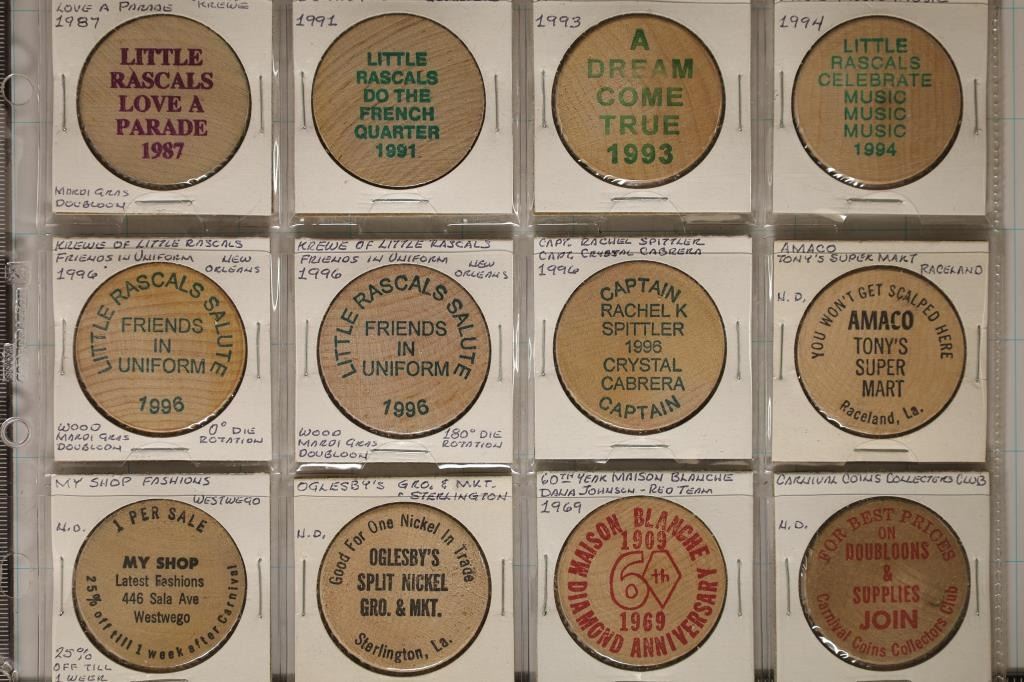 LOVE A PARADE KREWE
1987
LITTLE
RASCALS
LOVE A
PARADE
1987
MARDI GRAS
DOUBLOON
1991
LITTLE
RASCALS
DO THE
FRENCH
QUARTER
1991
1993
A
DREAM
COME
TRUE
1993
1994
LITTLE
RASCALS
CELEBRATE
MUSIC
MUSIC
MUSIC
1994
KREWE OF LITTLE RASCALS
FRIENDS IN UNIFORM NEW
1996 ORLEANS
LITTLE RASCALS SALUTE
FRIENDS
IN
UNIFORM
1996
WOOD 0° DIE
MARDI GRAS ROTATION
DOUBLOON
KREWE OF LITTLE RASCALS
FRIENDS IN UNIFORM NEW
1996 ORLEANS
LITTLE RASCALS SALUTE
FRIENDS
IN
UNIFORM
1996
WOOD 180° DIE
MARDI GRAS ROTATION
DOUBLOON
CAPT. RACHEL SPITTLER
CAPT. CRYSTAL CABRERA
1996
CAPTAIN
RACHEL K
SPITTLER
1996
CRYSTAL
CABRERA
CAPTAIN
AMACO
TONY'S SUPER MART
RACELAND
N.D.
YOU WON'T GET SCALPED HERE
AMACO
TONY'S
SUPER
MART
Raceland, La.
MY SHOP FASHIONS
WESTWEGO
N.D.
1 PER SALE
MY SHOP
Latest Fashions
446 Sala Ave
Westwego
25% off till 1 week after Carnival
25%
OFF TILL
1 WEEK
OGLESBY'S GRO. & MKT.
STERLINGTON
N.D.
Good For One Nickel In Trade
OGLESBY'S
SPLIT NICKEL
GRO. & MKT.
Sterlington, La.
60TH YEAR MAISON BLANCHE
DANA JOHNSON - RED TEAM
1969
MAISON BLANCHE
1909
60th
1969
DIAMOND ANNIVERSARY
CARNIVAL COINS COLLECTORS CLUB
N.D.
FOR BEST PRICES
ON
DOUBLOONS
&
SUPPLIES
JOIN
Carnival Coins Collectors Club